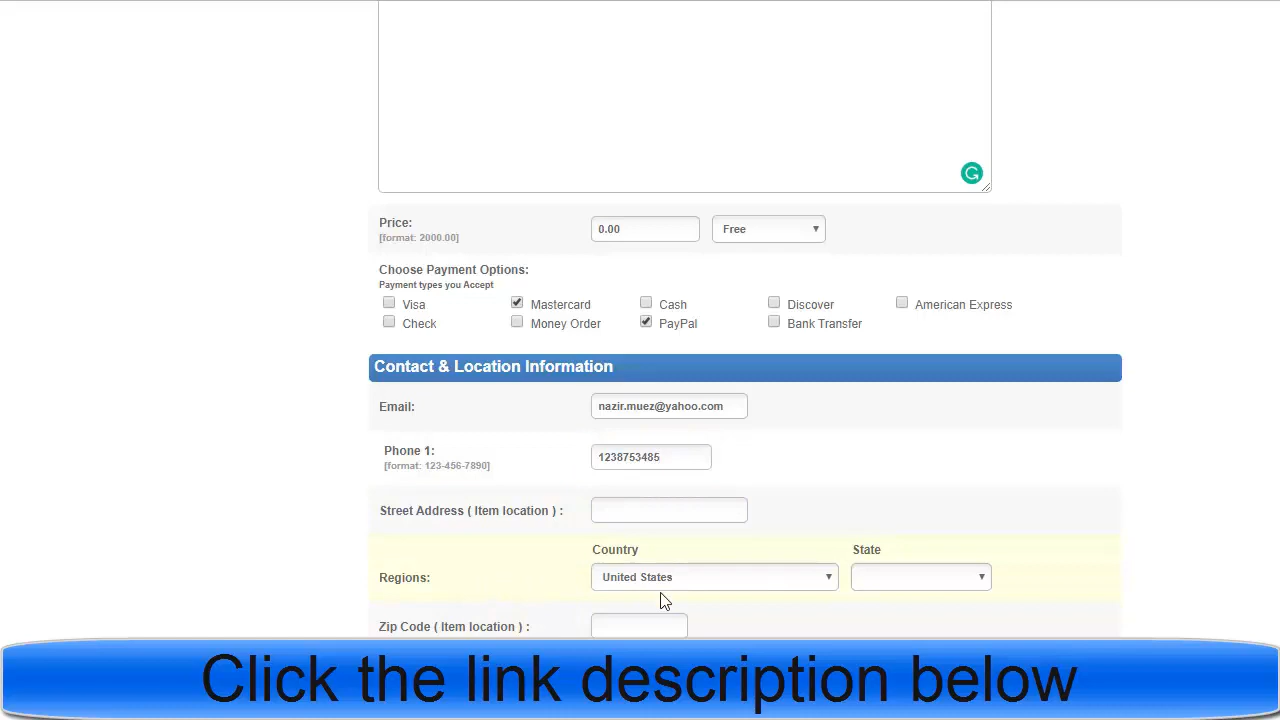 Price:
[format: 2000.00]
0.00
Free
Choose Payment Options:
Payment types you Accept
Visa
Mastercard
Cash
Discover
American Express
Check
Money Order
PayPal
Bank Transfer
Contact & Location Information
Email:
nazir.muez@yahoo.com
Phone 1:
[format: 123-456-7890]
1238753485
Street Address ( Item location ) :
Country
State
Regions:
United States
Zip Code ( Item location ) :
Click the link description below